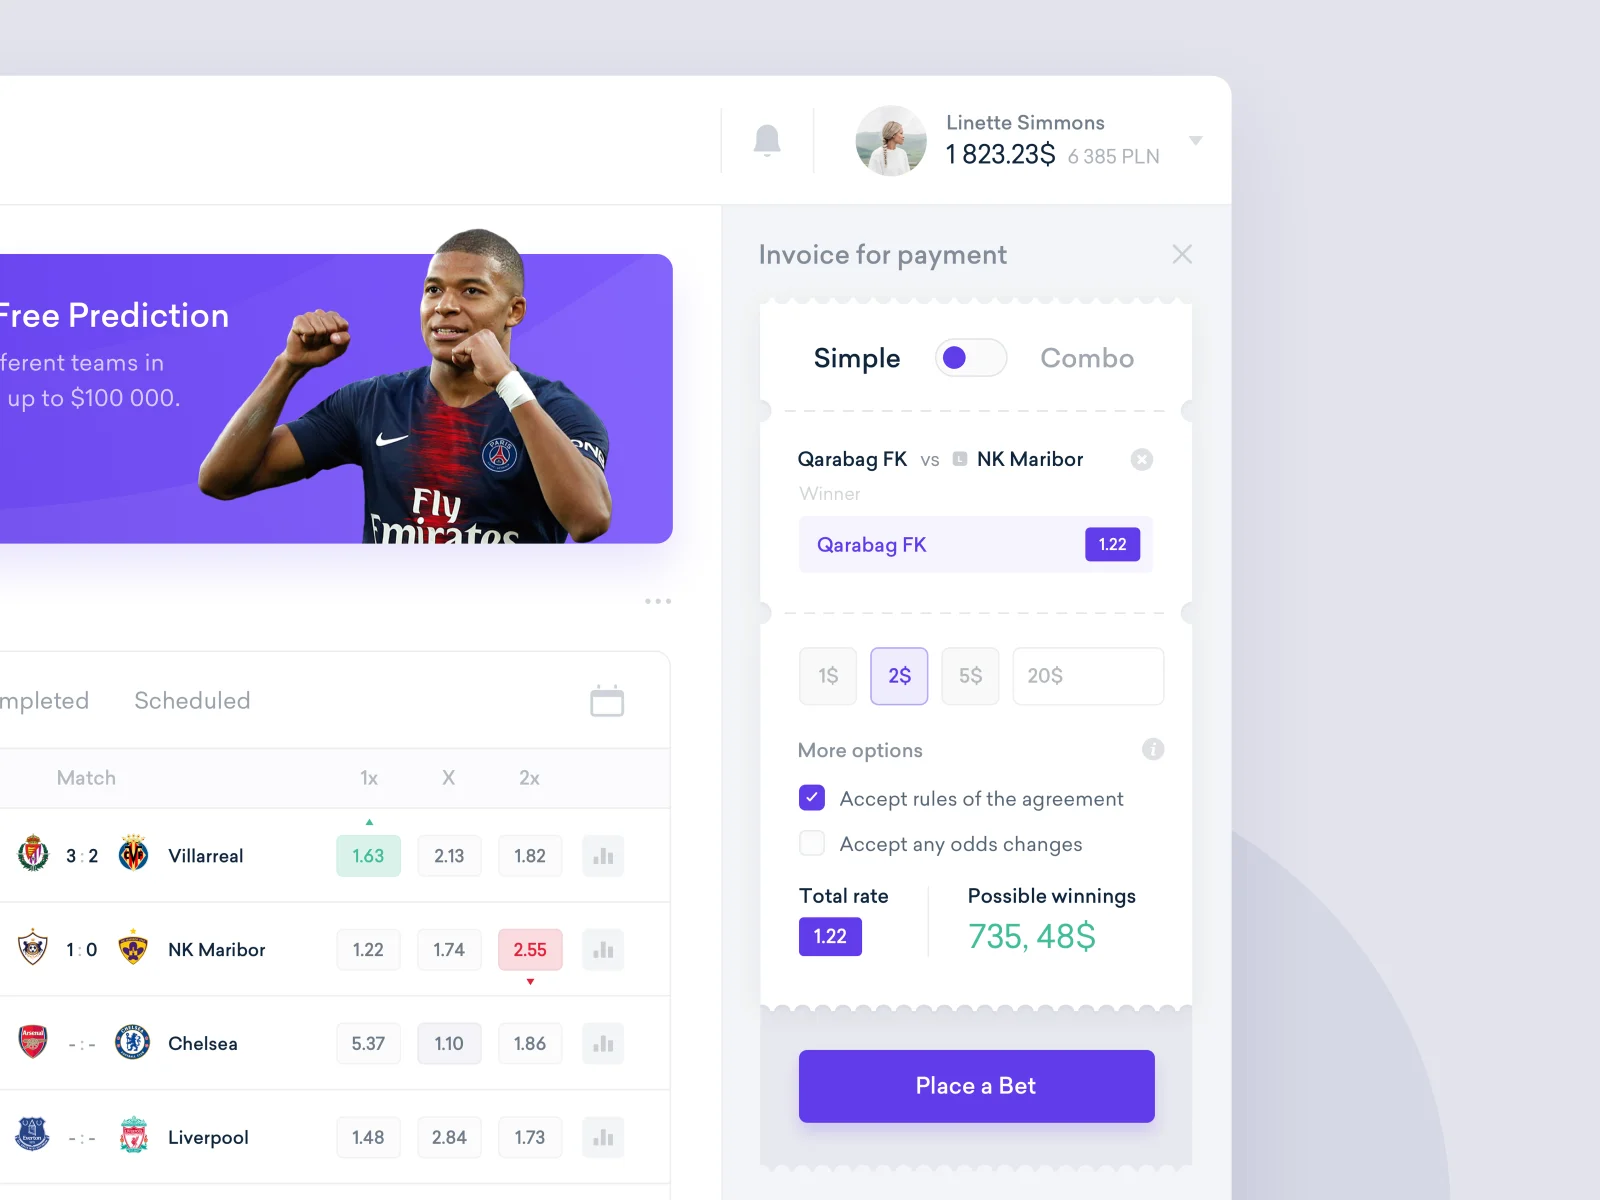 Linette Simmons
1 823.23$ 6 385 PLN
Free Prediction
ferent teams in
up to $100 000.
PARIS
Fly
Emirates
Invoice for payment
Simple Combo
Qarabag FK vs L NK Maribor
Winner
Qarabag FK 1.22
1$ 2$ 5$ 20$
More options
Accept rules of the agreement
Accept any odds changes
Total rate Possible winnings
1.22 735, 48$
Place a Bet
mpleted Scheduled
Match 1x X 2x
3 : 2 Villarreal 1.63 2.13 1.82
1 : 0 NK Maribor 1.22 1.74 2.55
Arsenal - : - Chelsea 5.37 1.10 1.86
Everton - : - Liverpool 1.48 2.84 1.73